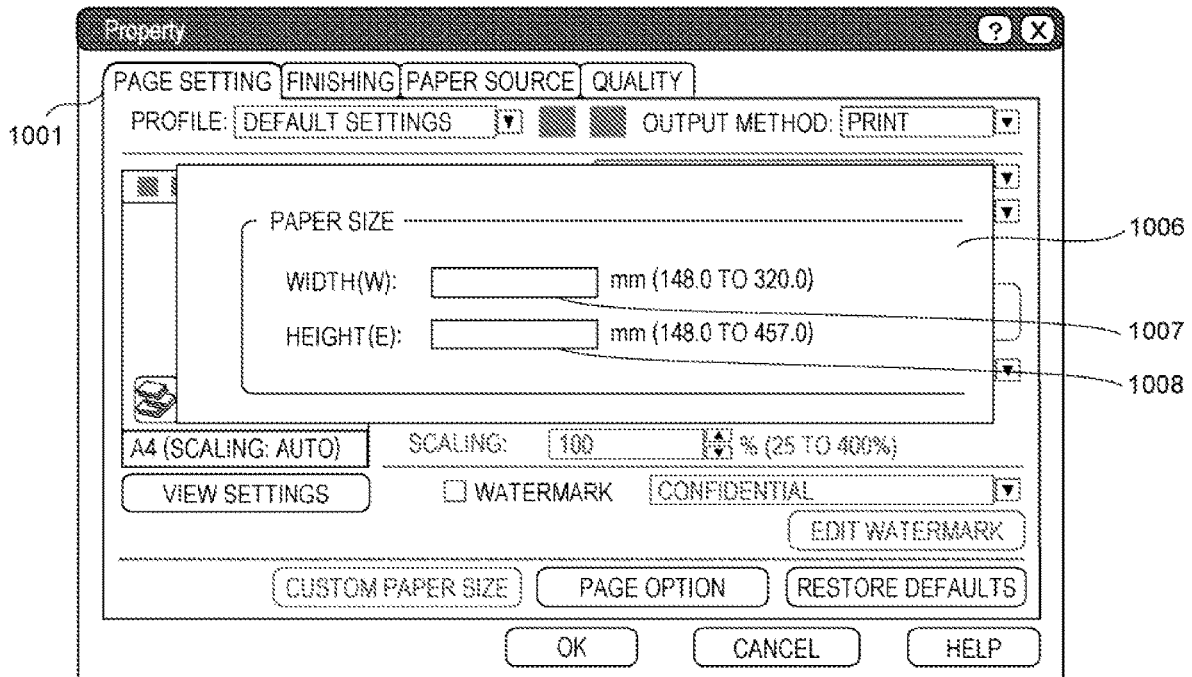 Property ? X
PAGE SETTING FINISHING PAPER SOURCE QUALITY
1001
PROFILE: DEFAULT SETTINGS OUTPUT METHOD: PRINT
PAPER SIZE
1006
WIDTH(W): mm (148.0 TO 320.0)
1007
HEIGHT(E): mm (148.0 TO 457.0)
1008
A4 (SCALING: AUTO) SCALING: 100 % (25 TO 400%)
VIEW SETTINGS WATERMARK CONFIDENTIAL
EDIT WATERMARK
CUSTOM PAPER SIZE PAGE OPTION RESTORE DEFAULTS
OK CANCEL HELP